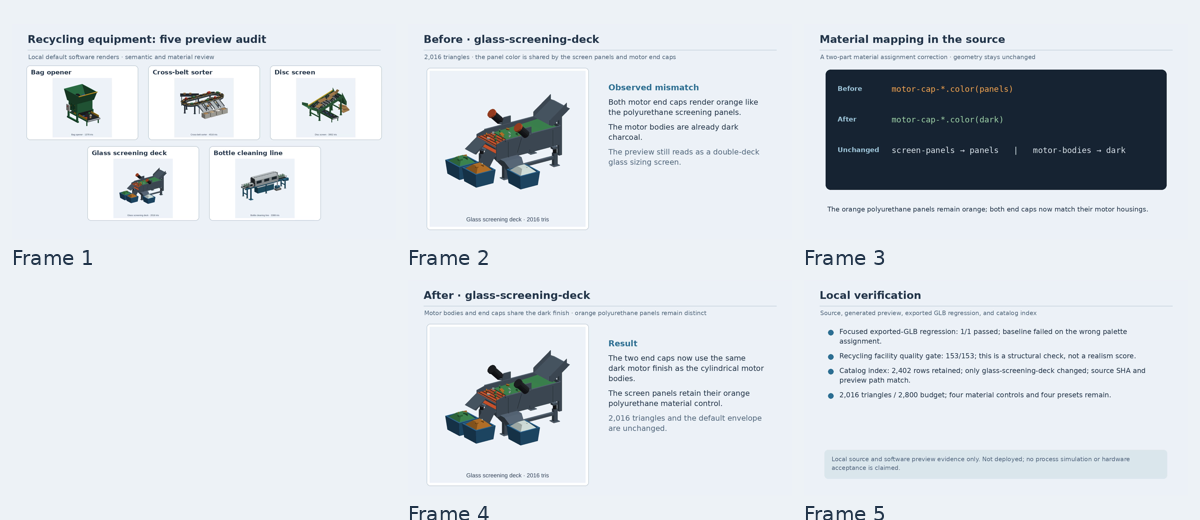 Recycling equipment: five preview audit
Local default software renders · semantic and material review
Bag opener
Cross-belt sorter
Disc screen
Glass screening deck
Bottle cleaning line
Frame 1
Before · glass-screening-deck
2,016 triangles · the panel color is shared by the screen panels and motor end caps
Glass screening deck · 2016 tris
Observed mismatch
Both motor end caps render orange like
the polyurethane screening panels.
The motor bodies are already dark
charcoal.
The preview still reads as a double-deck
glass sizing screen.
Frame 2
Material mapping in the source
A two-part material assignment correction · geometry stays unchanged
Before motor-cap-*.color(panels)
After motor-cap-*.color(dark)
Unchanged screen-panels → panels | motor-bodies → dark
The orange polyurethane panels remain orange; both end caps now match their motor housings.
Frame 3
After · glass-screening-deck
Motor bodies and end caps share the dark finish · orange polyurethane panels remain distinct
Glass screening deck · 2016 tris
Result
The two end caps now use the same
dark motor finish as the cylindrical motor
bodies.
The screen panels retain their orange
polyurethane material control.
2,016 triangles and the default envelope
are unchanged.
Frame 4
Local verification
Source, generated preview, exported GLB regression, and catalog index
Focused exported-GLB regression: 1/1 passed; baseline failed on the wrong palette
assignment.
Recycling facility quality gate: 153/153; this is a structural check, not a realism score.
Catalog index: 2,402 rows retained; only glass-screening-deck changed; source SHA and
preview path match.
2,016 triangles / 2,800 budget; four material controls and four presets remain.
Local source and software preview evidence only. Not deployed; no process simulation or hardware
acceptance is claimed.
Frame 5